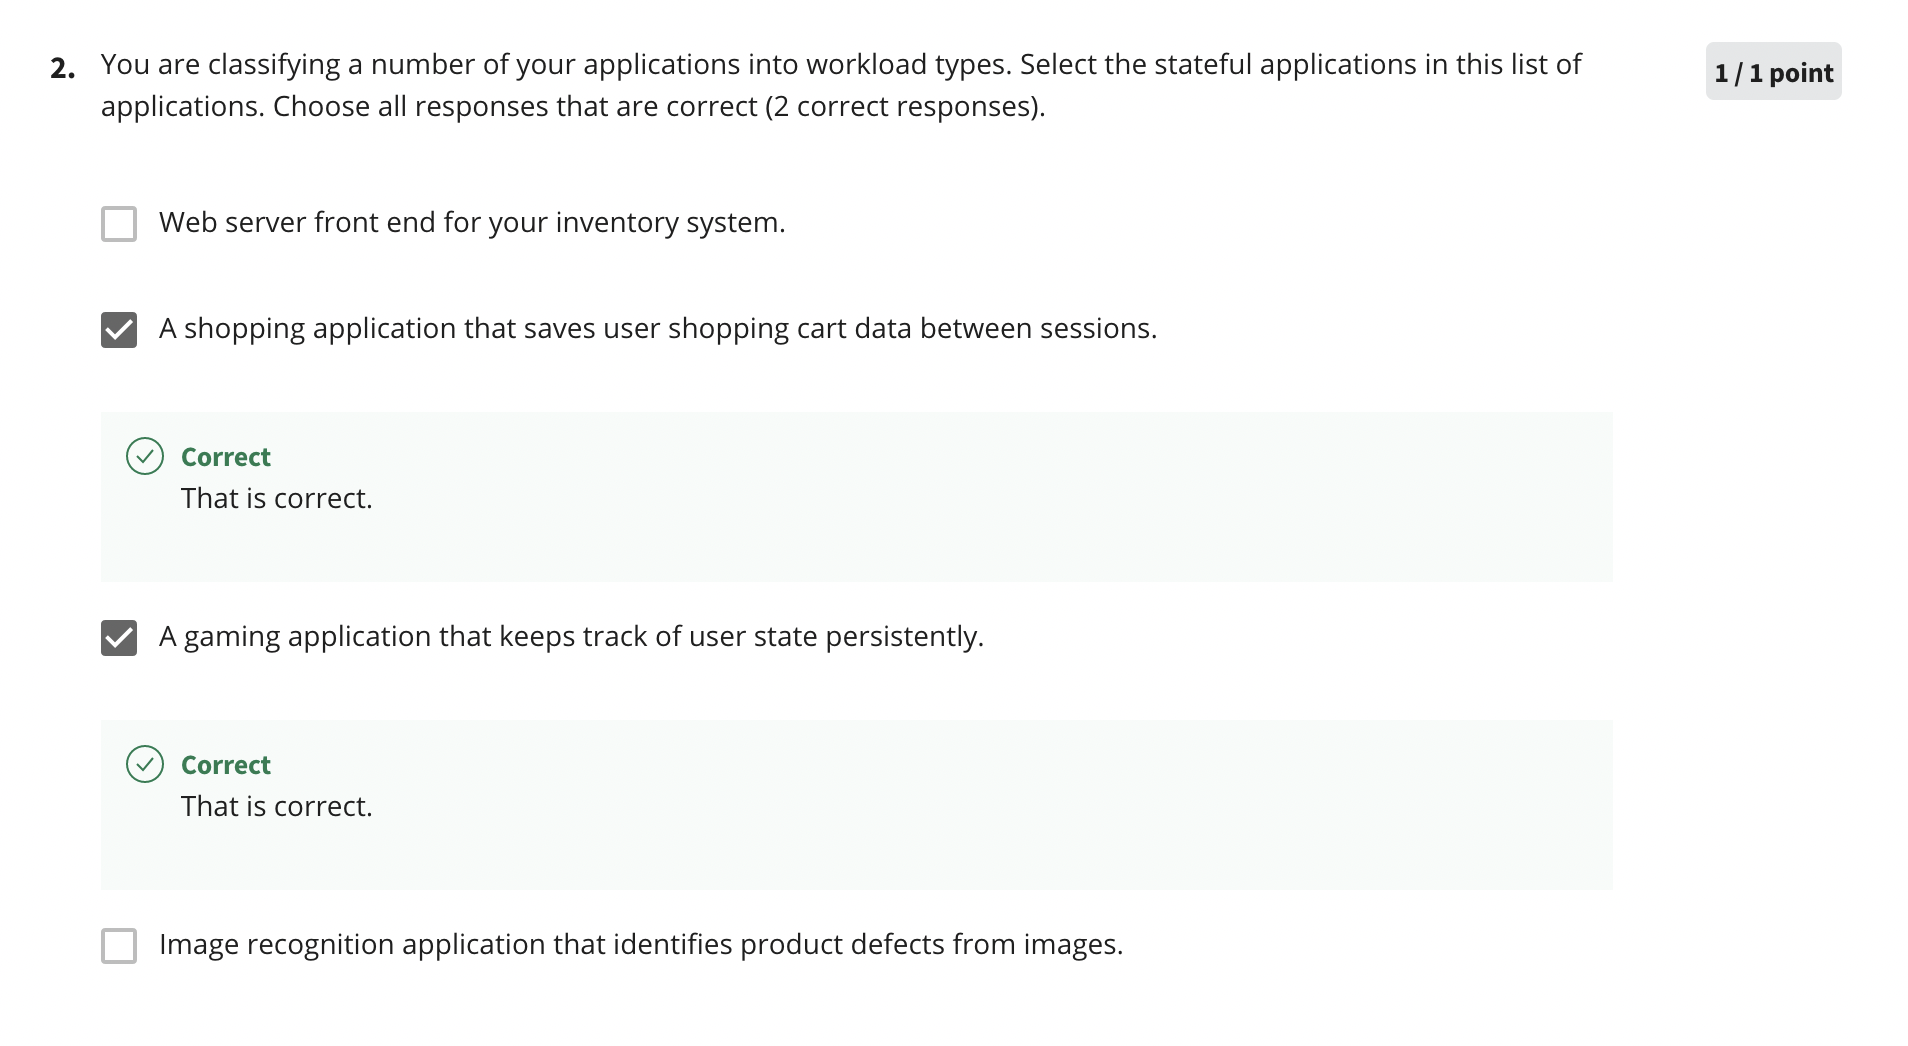 2. You are classifying a number of your applications into workload types. Select the stateful applications in this list of
applications. Choose all responses that are correct (2 correct responses).
1 / 1 point
Web server front end for your inventory system.
A shopping application that saves user shopping cart data between sessions.
Correct
That is correct.
A gaming application that keeps track of user state persistently.
Correct
That is correct.
Image recognition application that identifies product defects from images.